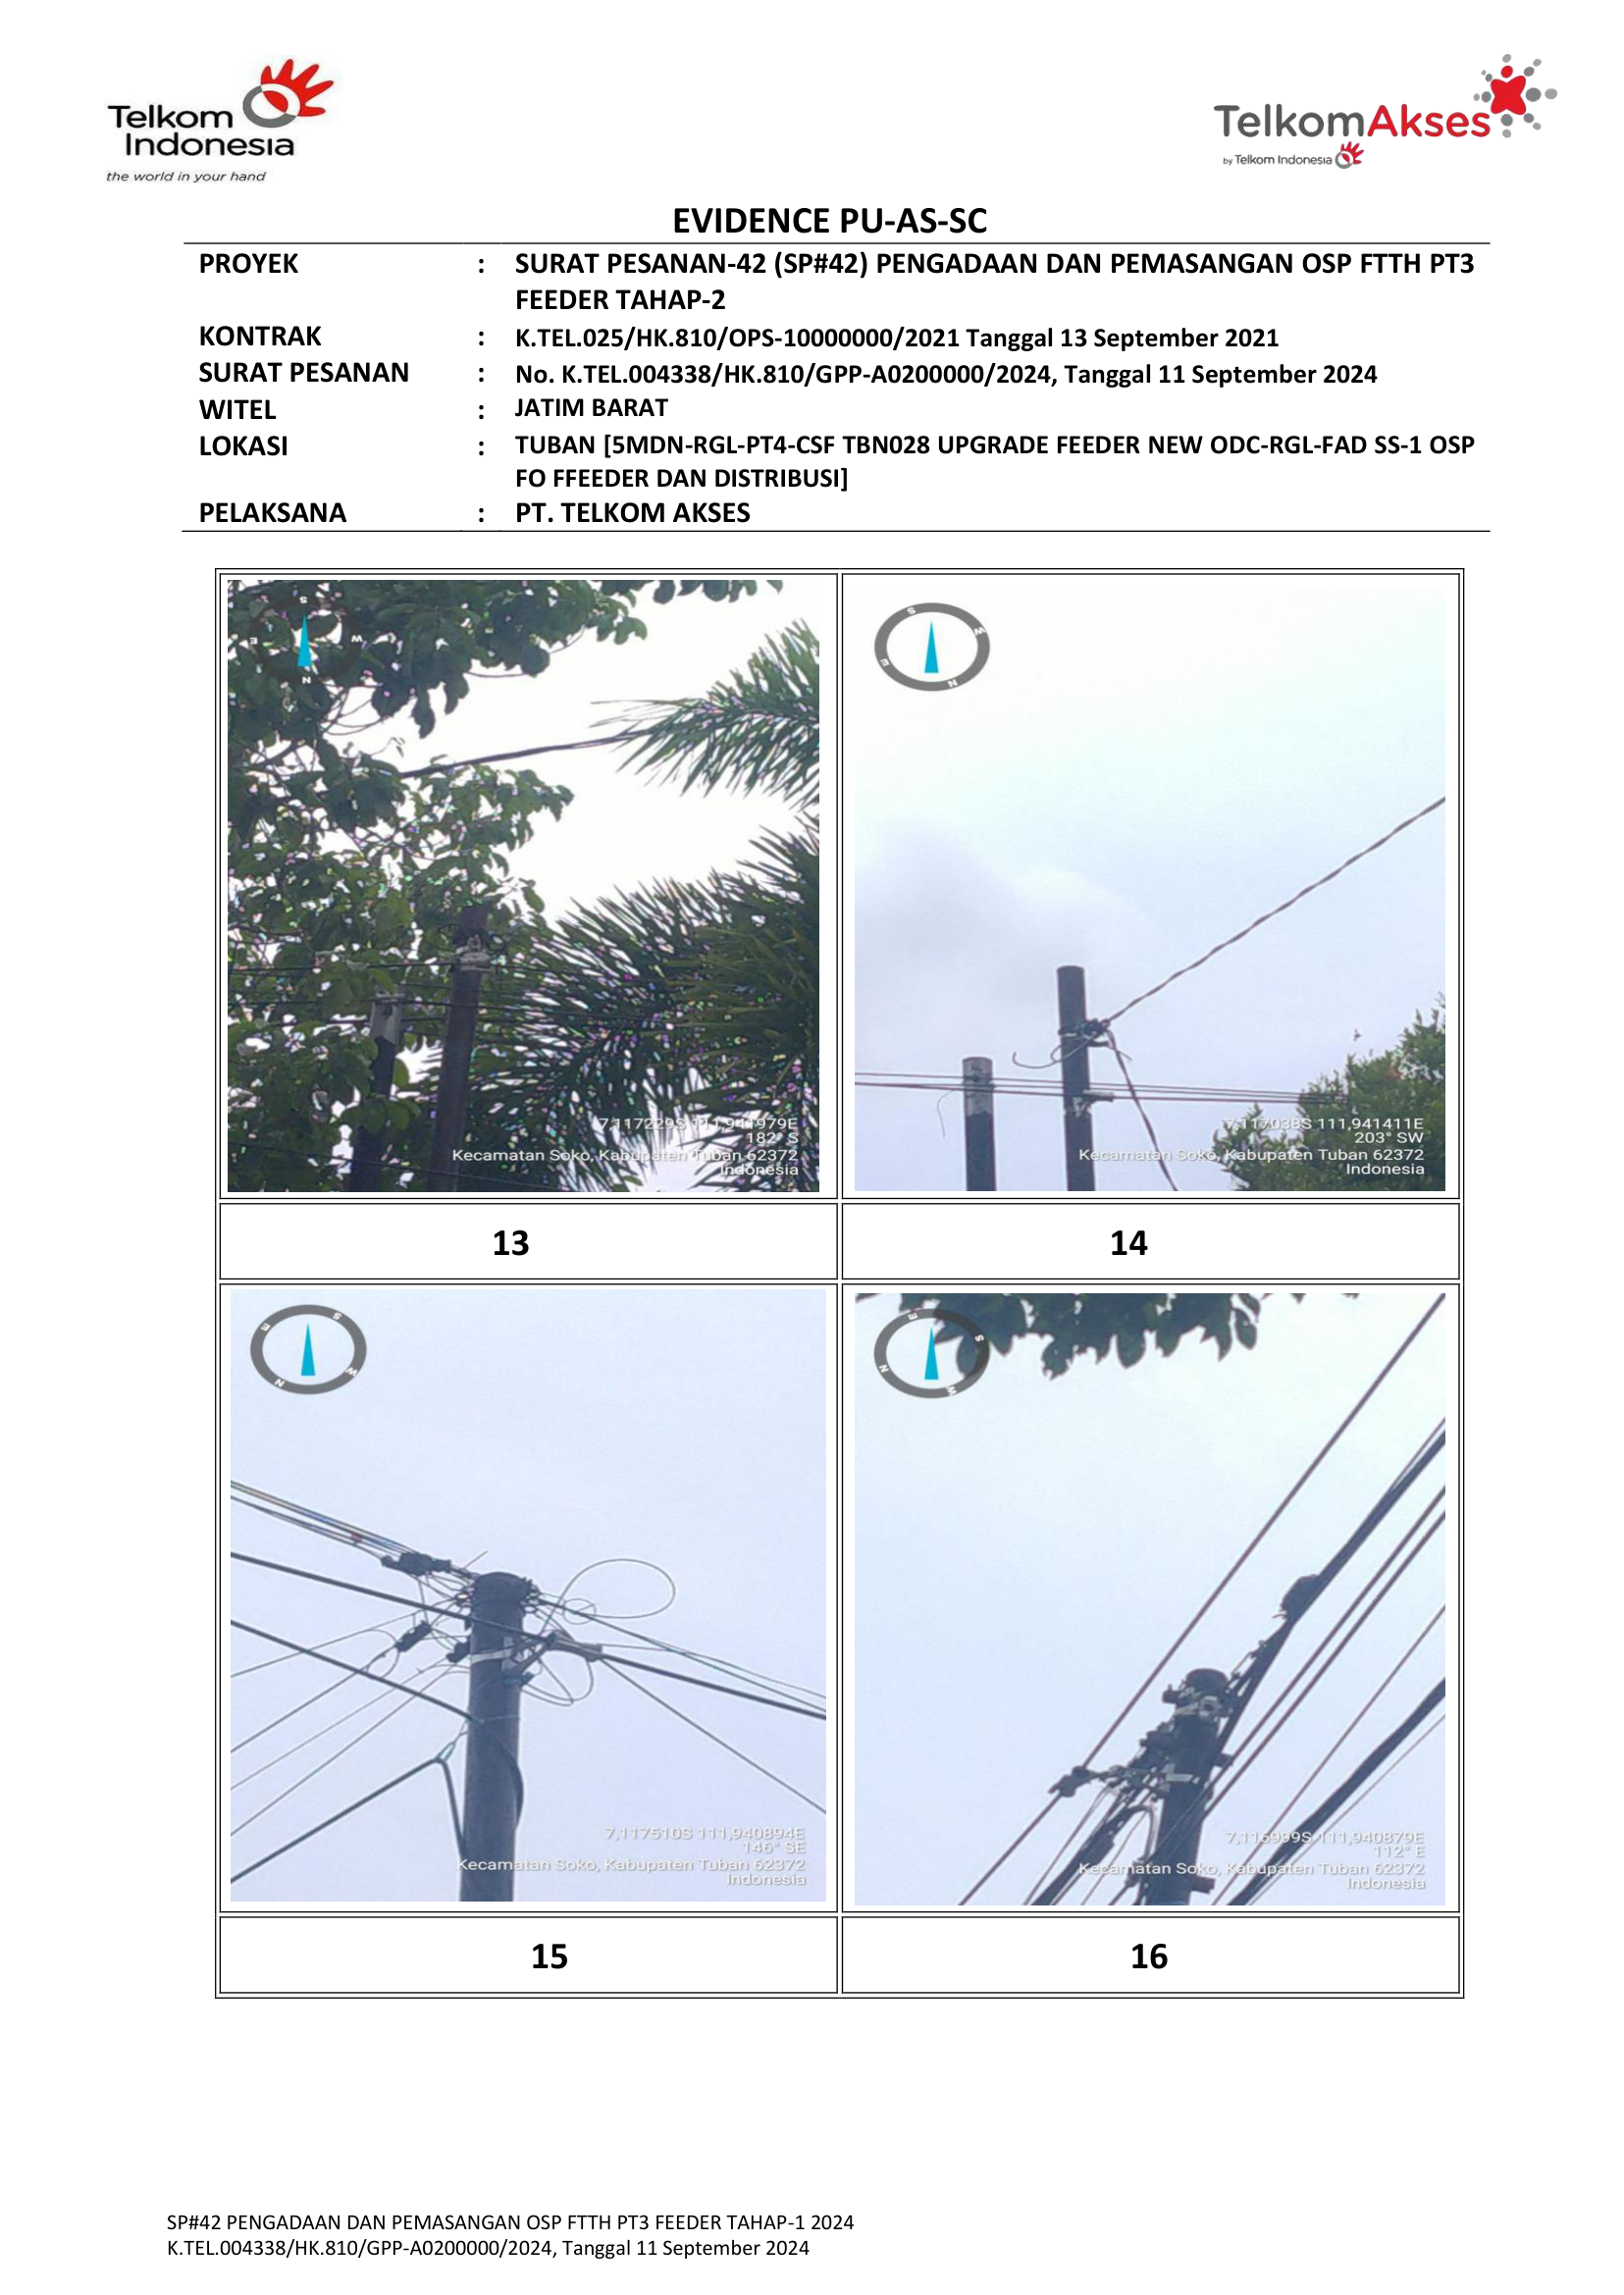 Telkom
Indonesia
the world in your hand
TelkomAkses
by Telkom Indonesia
EVIDENCE PU-AS-SC
PROYEK : SURAT PESANAN-42 (SP#42) PENGADAAN DAN PEMASANGAN OSP FTTH PT3
FEEDER TAHAP-2
KONTRAK : K.TEL.025/HK.810/OPS-10000000/2021 Tanggal 13 September 2021
SURAT PESANAN : No. K.TEL.004338/HK.810/GPP-A0200000/2024, Tanggal 11 September 2024
WITEL : JATIM BARAT
LOKASI : TUBAN [5MDN-RGL-PT4-CSF TBN028 UPGRADE FEEDER NEW ODC-RGL-FAD SS-1 OSP
FO FFEEDER DAN DISTRIBUSI]
PELAKSANA : PT. TELKOM AKSES
S
E W
N
7,117229S 111,941979E
182° S
Kecamatan Soko, Kabupaten Tuban 62372
Indonesia
S
W
E
N
7,117038S 111,941411E
203° SW
Kecamatan Soko, Kabupaten Tuban 62372
Indonesia
13
14
S
E
W
N
7,117510S 111,940894E
146° SE
Kecamatan Soko, Kabupaten Tuban 62372
Indonesia
E
S
N
W
7,116999S 111,940879E
112° E
Kecamatan Soko, Kabupaten Tuban 62372
Indonesia
15
16
SP#42 PENGADAAN DAN PEMASANGAN OSP FTTH PT3 FEEDER TAHAP-1 2024
K.TEL.004338/HK.810/GPP-A0200000/2024, Tanggal 11 September 2024